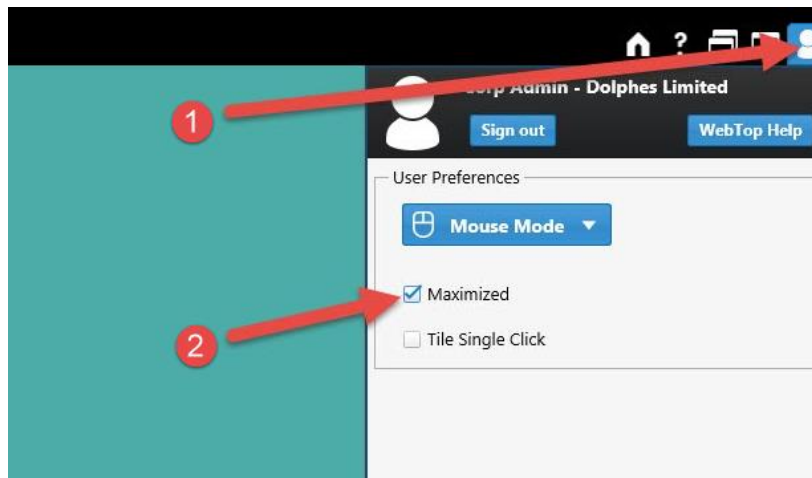 ?
1
Admin - Dolphes Limited
Sign out
WebTop Help
User Preferences
Mouse Mode
Maximized
2
Tile Single Click